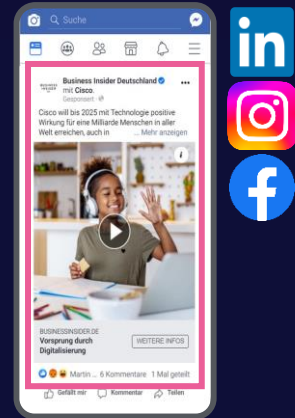 Suche
Business Insider Deutschland
mit Cisco.
Gesponsert
Cisco will bis 2025 mit Technologie positive
Wirkung für eine Milliarde Menschen in aller
Welt erreichen, auch in ... Mehr anzeigen
i
BUSINESSINSIDER.DE
Vorsprung durch
Digitalisierung
WEITERE INFOS
Martin ... 6 Kommentare 1 Mal geteilt
Gefällt mir Kommentar Teilen
in
f